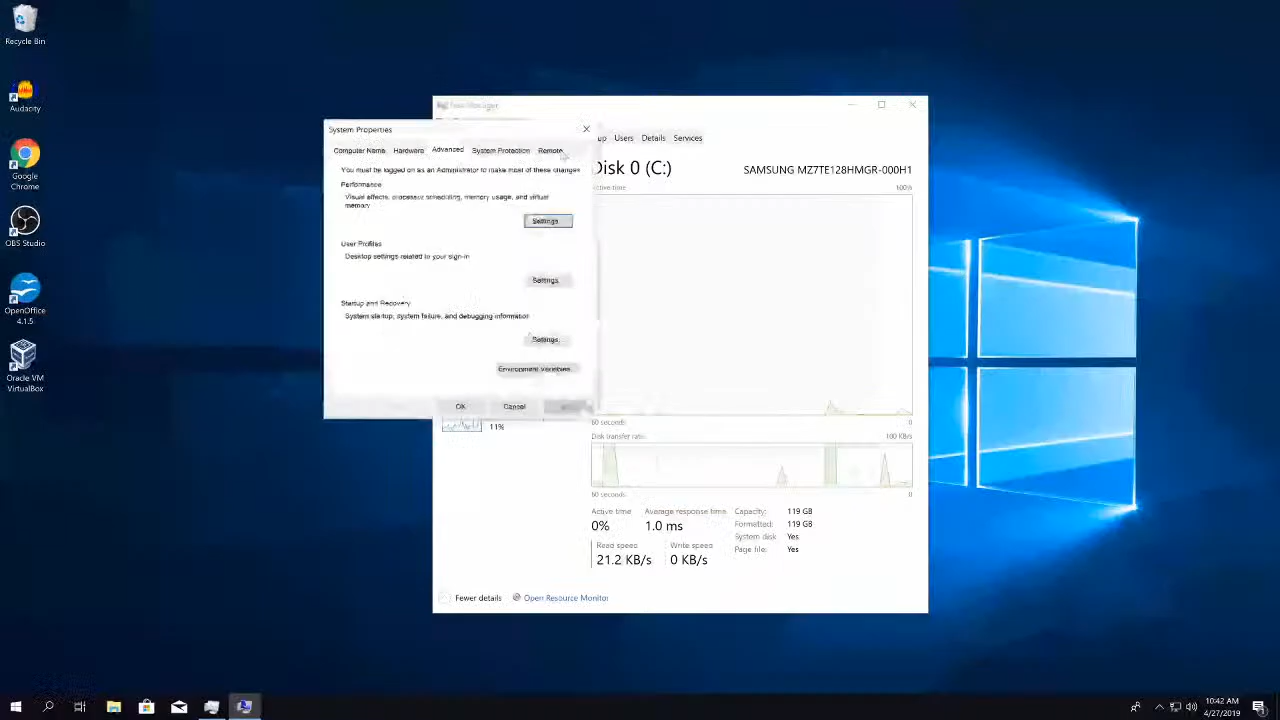 Recycle Bin
Audacity
Google
Chrome
OBS Studio
OpenOffice
4.1.5
Oracle VM
VirtualBox
Task Manager
System Properties
Computer Name
Hardware
Advanced
System Protection
Remote
You must be logged on as an Administrator to make most of these changes
Performance
Visual effects, processor scheduling, memory usage, and virtual
memory
Settings...
User Profiles
Desktop settings related to your sign-in
Settings...
Startup and Recovery
System startup, system failure, and debugging information
Settings...
Environment Variables...
OK
Cancel
up
Users
Details
Services
Disk 0 (C:)
SAMSUNG MZ7TE128HMGR-000H1
Active time
100%
60 seconds
0
Disk transfer rate
100 KB/s
60 seconds
0
11%
Active time
0%
Average response time
1.0 ms
Read speed
21.2 KB/s
Write speed
0 KB/s
Capacity:
119 GB
Formatted:
119 GB
System disk:
Yes
Page file:
Yes
Fewer details
Open Resource Monitor
10:42 AM
4/27/2019